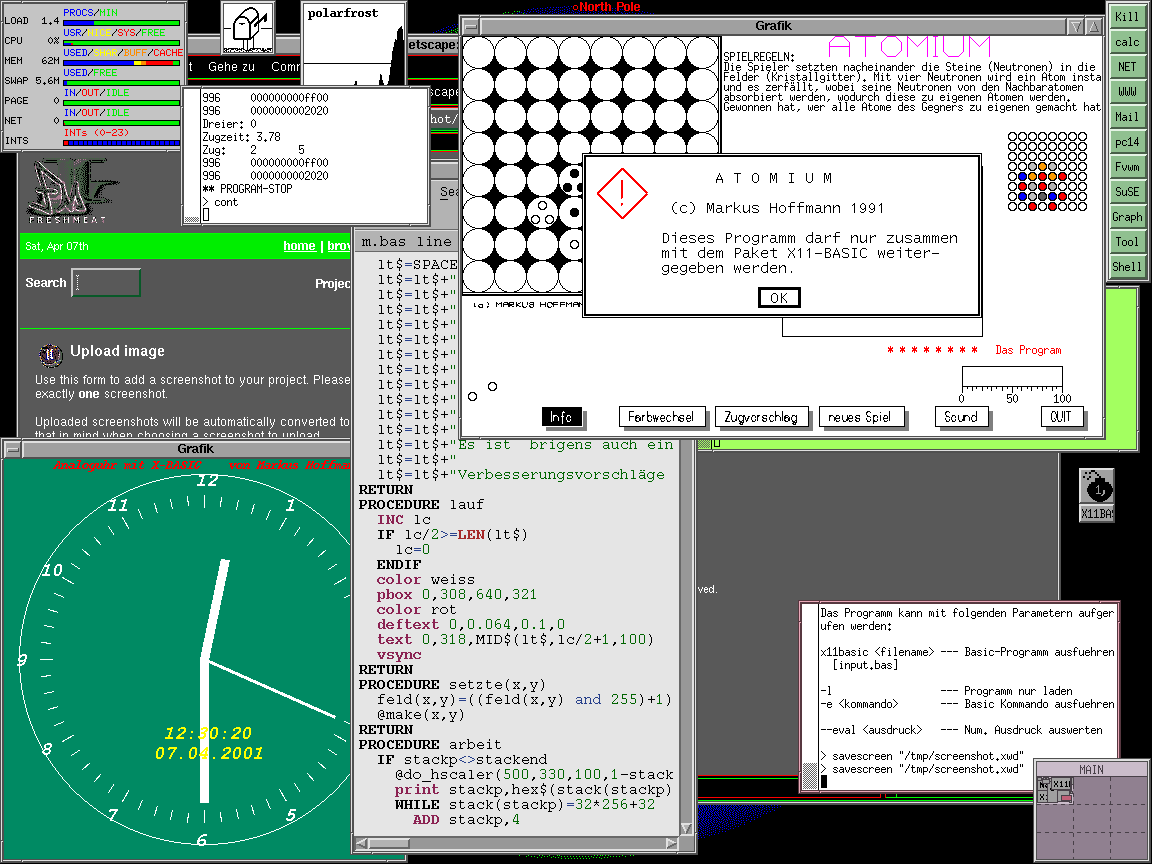 North Pole
PROCS/MIN
LOAD 1.4
USR/NICE/SYS/FREE
CPU 0%
USED/SHAR/BUFF/CACHE
MEM 62M
USED/FREE
SWAP 5.6M
IN/OUT/IDLE
PAGE 0
IN/OUT/IDLE
NET 0
INTs (0-23)
INTS
polarfrost
etscape:
Gehe zu
996 00000000ff00
996 000000002020
Dreier: 0
Zugzeit: 3.78
Zug: 2 5
996 00000000ff00
996 000000002020
** PROGRAM-STOP
> cont
FRESHMEAT
Sat, Apr 07th
home | brow
Search
Projec
Upload image
Use this form to add a screenshot to your project. Please
exactly one screenshot.
Uploaded screenshots will be automatically converted to
that in mind when choosing a screenshot to upload.
Grafik
ATOMIUM
SPIELREGELN:
Die Spieler setzten nacheinander die Steine (Neutronen) in die
Felder (Kristallgitter). Mit vier Neutronen wird ein Atom insta
und es zerfällt, wobei seine Neutronen von den Nachbaratomen
absorbiert werden, wodurch diese zu eigenen Atomen werden.
Gewonnen hat, wer alle Atome des Gegners zu eigenen gemacht hat
A T O M I U M
(c) Markus Hoffmann 1991
Dieses Programm darf nur zusammen
mit dem Paket X11-BASIC weiter-
gegeben werden.
OK
(c) MARKUS HOFFMAN
* * * * * * * * Das Program
0 50 100
Info
Farbwechsel
Zugvorschlag
neues Spiel
Sound
QUIT
Kill
calc
NET
WWW
Mail
pc14
Fvwm
SuSE
Graph
Tool
Shell
m.bas line
lt$=SPACE
lt$=lt$+"
lt$=lt$+"
lt$=lt$+"
lt$=lt$+"
lt$=lt$+"
lt$=lt$+"
lt$=lt$+"
lt$=lt$+"
lt$=lt$+"
lt$=lt$+"
lt$=lt$+"
lt$=lt$+"Es ist brigens auch ein
lt$=lt$+"
lt$=lt$+"Verbesserungsvorschläge
RETURN
PROCEDURE lauf
INC lc
IF lc/2>=LEN(lt$)
lc=0
ENDIF
color weiss
pbox 0,308,640,321
color rot
deftext 0,0.064,0.1,0
text 0,318,MID$(lt$,lc/2+1,100)
vsync
RETURN
PROCEDURE setzte(x,y)
feld(x,y)=((feld(x,y) and 255)+1)
@make(x,y)
RETURN
PROCEDURE arbeit
IF stackp<>stackend
@do_hscaler(500,330,100,1-stack
print stackp,hex$(stack(stackp)
WHILE stack(stackp)=32*256+32
ADD stackp,4
Grafik
Analoguhr mit X-BASIC von Markus Hoffma
12
11
1
10
9
8
7
6
5
12:30:20
07.04.2001
ved.
X11BAS
Das Programm kann mit folgenden Parametern aufger
ufen werden:
x11basic <filename> --- Basic-Programm ausfuehren
[input.bas]
-l --- Programm nur laden
-e <kommando> --- Basic Kommando ausfuehren
--eval <ausdruck> --- Num. Ausdruck auswerten
> savescreen "/tmp/screenshot.xwd"
> savescreen "/tmp/screenshot.xwd"
MAIN